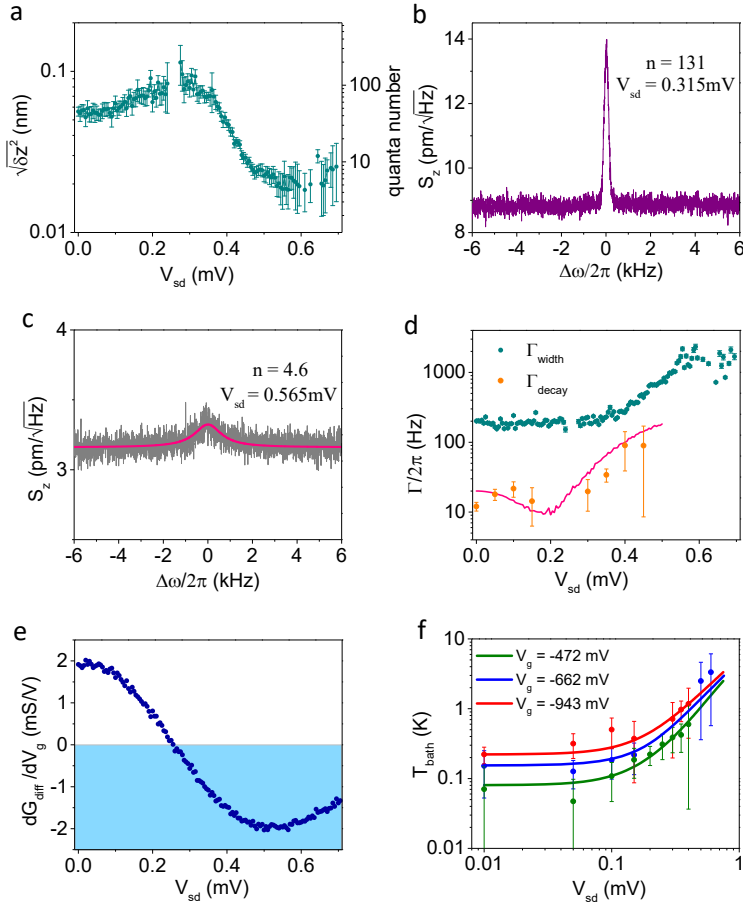 a
0.1
0.01
√δz² (nm)
100
10
quanta number
0.0 0.2 0.4 0.6
V_sd (mV)
b
14
12
10
8
S_z (pm/√Hz)
n = 131
V_sd = 0.315mV
-6 -4 -2 0 2 4 6
Δω/2π (kHz)
c
4
3
S_z (pm/√Hz)
n = 4.6
V_sd = 0.565mV
-6 -4 -2 0 2 4 6
Δω/2π (kHz)
d
Γ_width
Γ_decay
1000
100
10
Γ/2π (Hz)
0.0 0.2 0.4 0.6
V_sd (mV)
e
2
1
0
-1
-2
dG_diff/dV_g (mS/V)
0.0 0.2 0.4 0.6
V_sd (mV)
f
V_g = -472 mV
V_g = -662 mV
V_g = -943 mV
10
1
0.1
0.01
T_bath (K)
0.01 0.1 1
V_sd (mV)